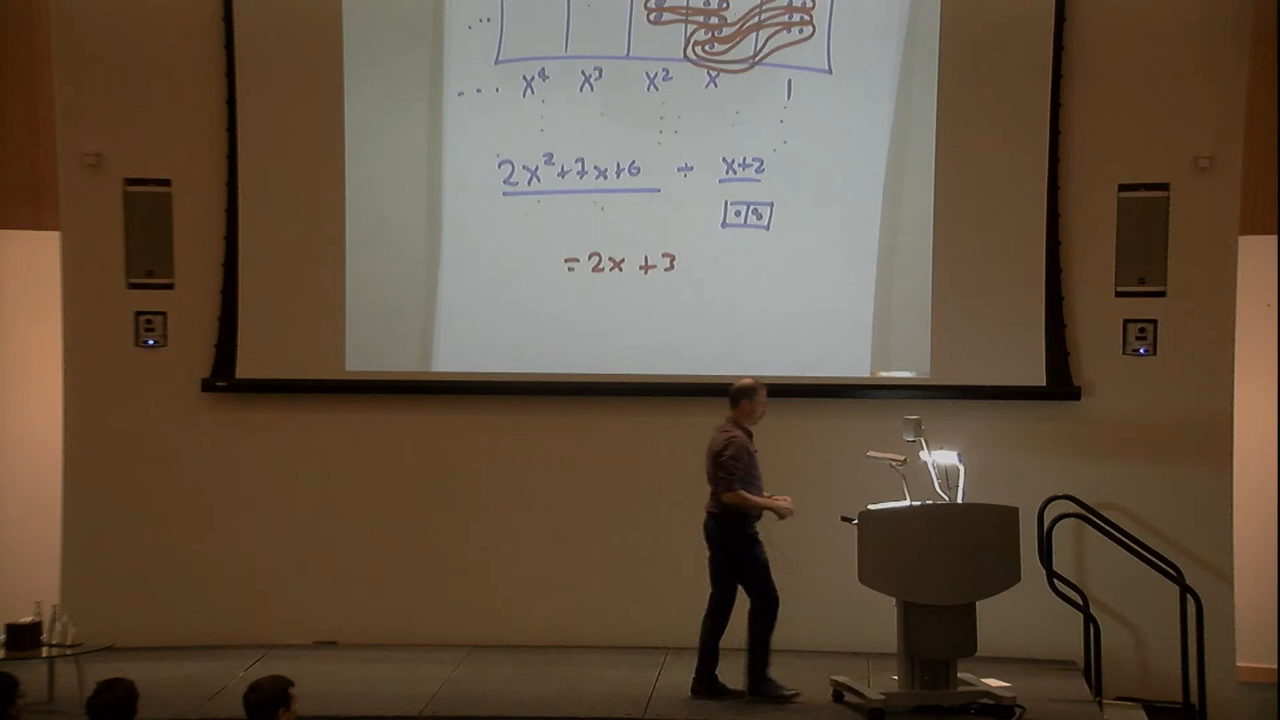 ... x⁴ x³ x² x 1
2x²+7x+6 ÷ x+2
= 2x +3